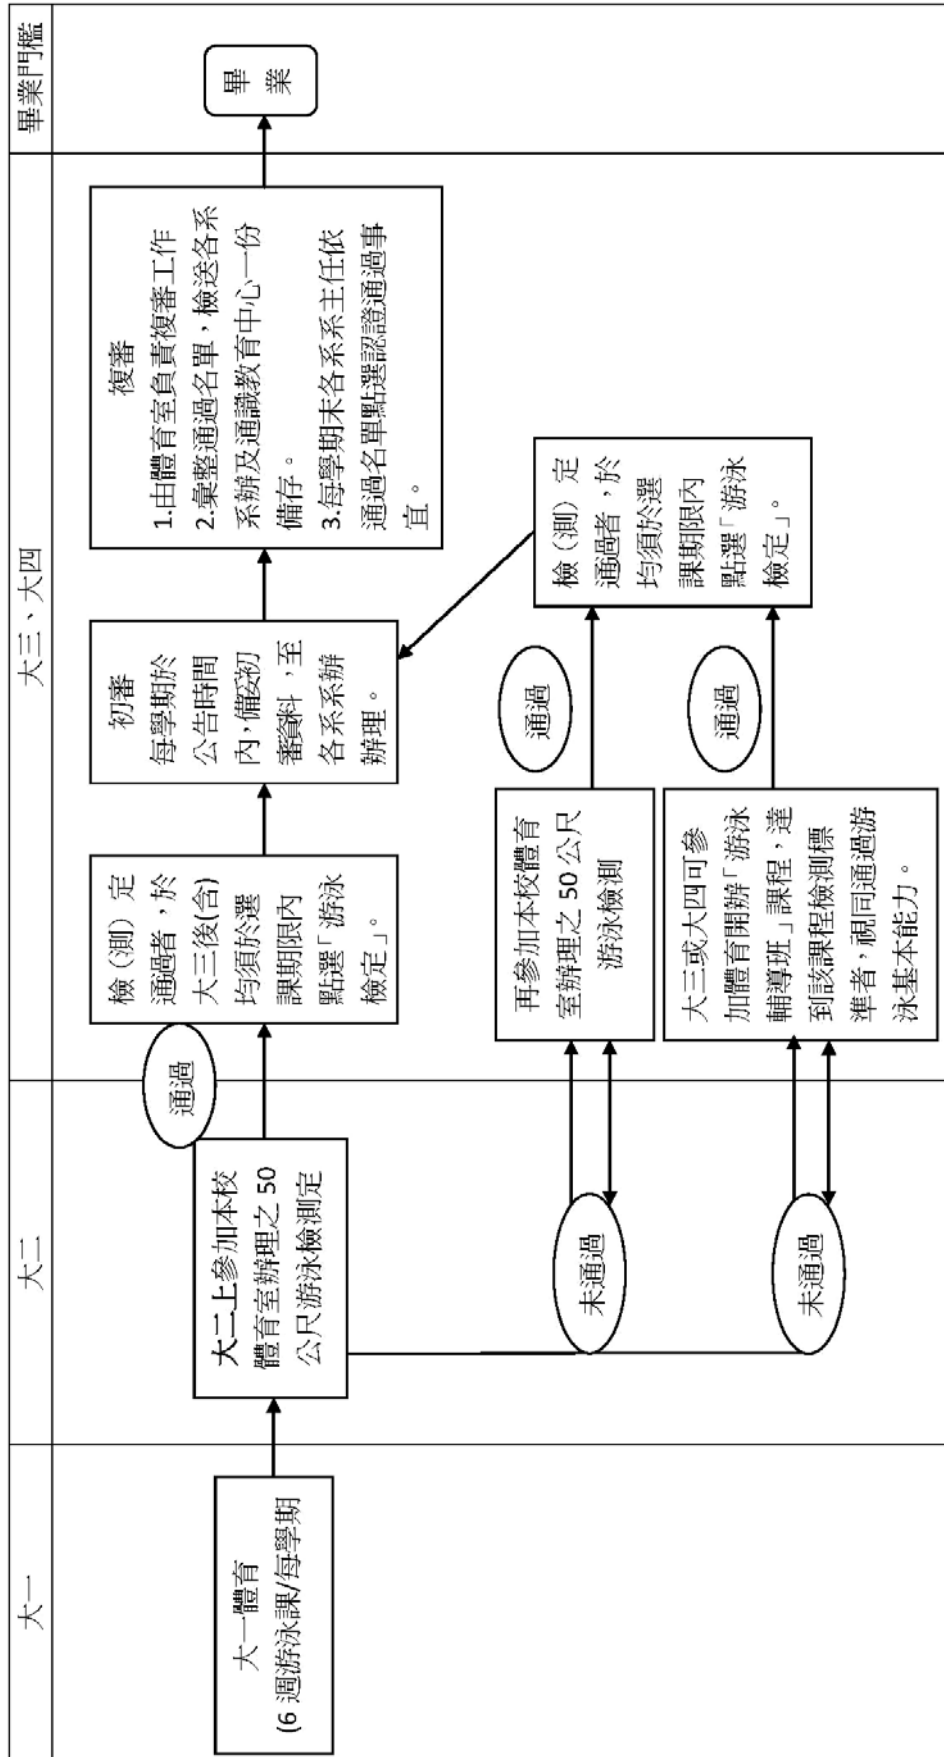 大一
大二
大三、大四
畢業門檻
大一體育
(6 週游泳課/每學期
大二上參加本校
體育室辦理之 50
公尺游泳檢測定
通過
檢（測）定
通過者，於
大三後(含)
均須於選
課期限內
點選「游泳
檢定」。
初審
每學期於
公告時間
內，備妥初
審資料，至
各系系辦
辦理。
複審
1.由體育室負責複審工作
2.彙整通過名單，檢送各系
系辦及通識教育中心一份
備存。
3.每學期末各系系主任依
通過名單點選認證通過事
宜。
畢
業
未通過
再參加本校體育
室辦理之 50 公尺
游泳檢測
通過
未通過
大三或大四可參
加體育開辦「游泳
輔導班」課程，達
到該課程檢測標
準者，視同通過游
泳基本能力。
通過
檢（測）定
通過者，於
均須於選
課期限內
點選「游泳
檢定」。